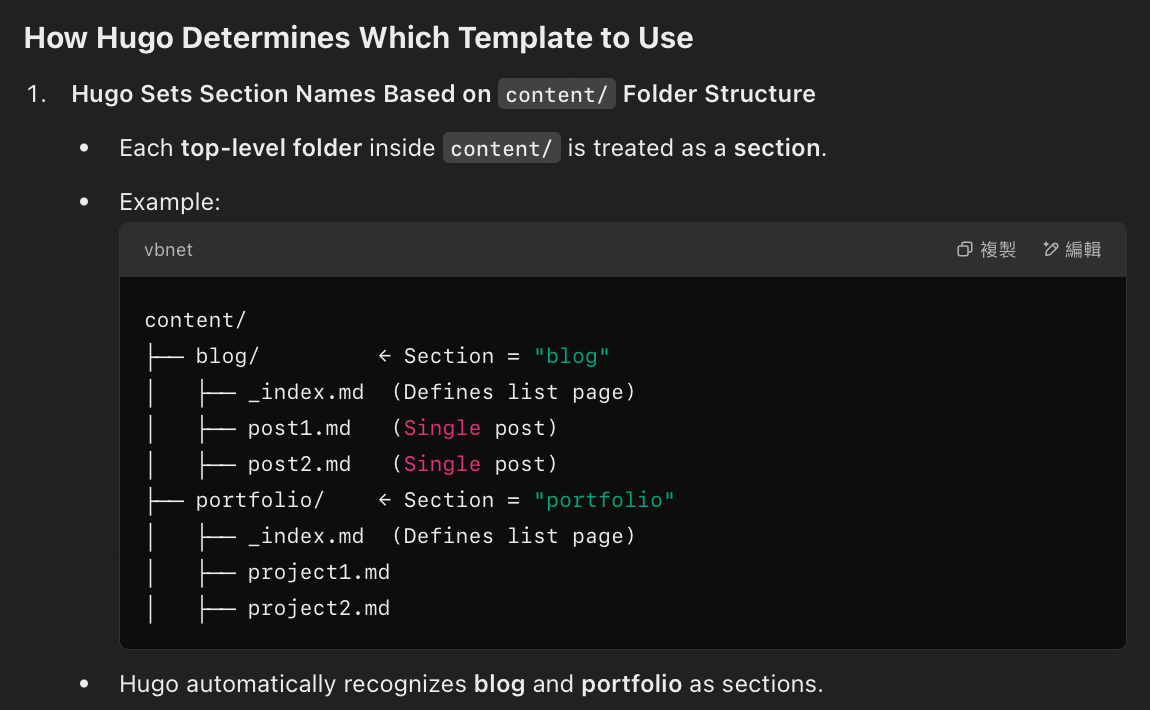 How Hugo Determines Which Template to Use
1. Hugo Sets Section Names Based on content/ Folder Structure
• Each top-level folder inside content/ is treated as a section.
• Example:
vbnet 複製 編輯
content/
├── blog/         ← Section = "blog"
│   ├── _index.md  (Defines list page)
│   ├── post1.md   (Single post)
│   ├── post2.md   (Single post)
├── portfolio/    ← Section = "portfolio"
│   ├── _index.md  (Defines list page)
│   ├── project1.md
│   ├── project2.md
• Hugo automatically recognizes blog and portfolio as sections.